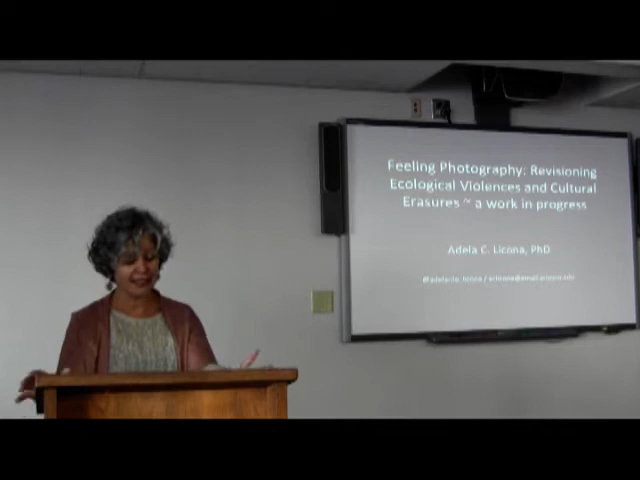 Feeling Photography: Revisioning
Ecological Violences and Cultural
Erasures ~ a work in progress
Adela C. Licona, PhD